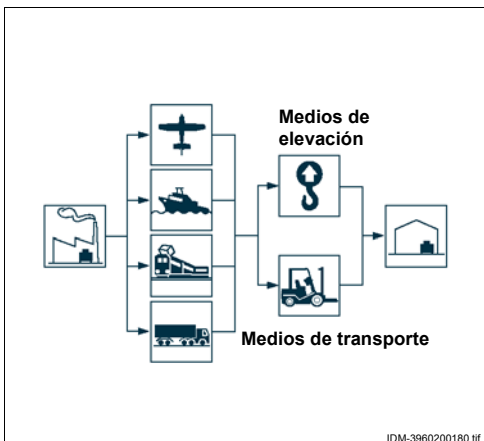 Medios de
elevación
Medios de transporte
IDM-3960200180.tif